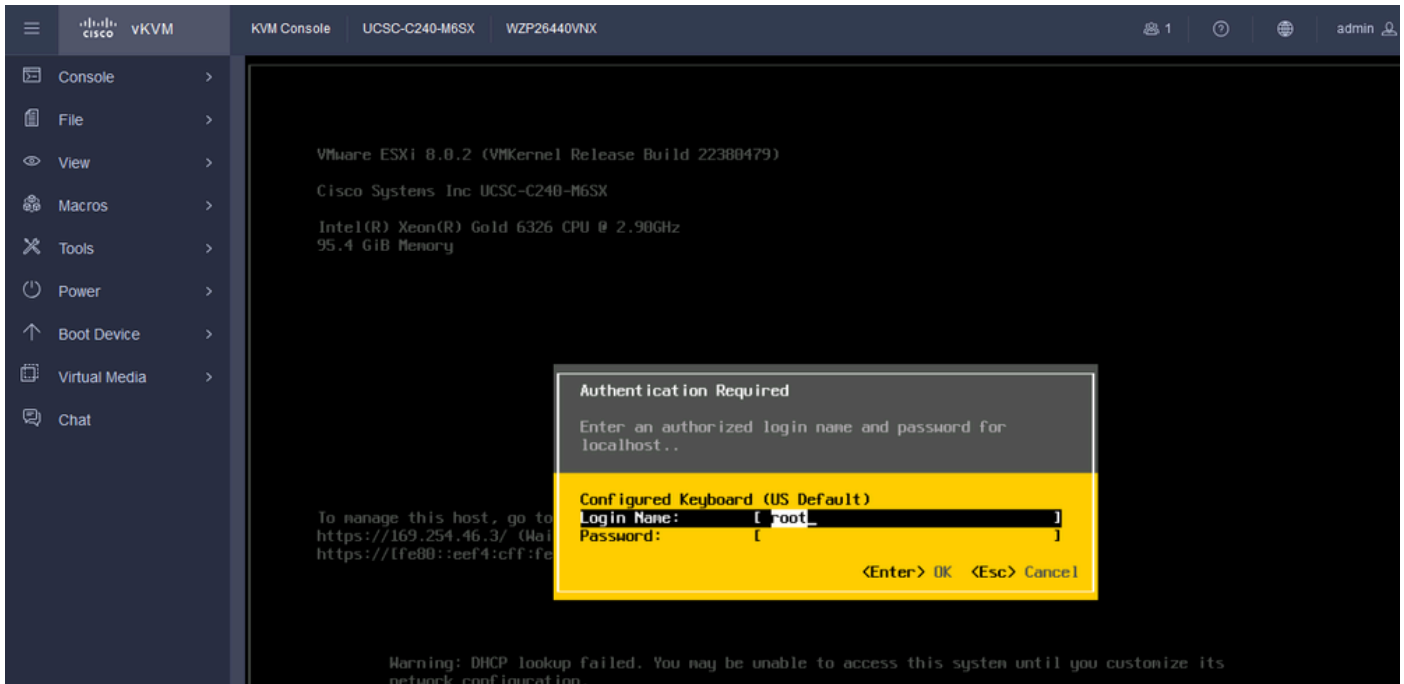 cisco vKVM
KVM Console UCSC-C240-M6SX WZP26440VNX 1 admin
Console
File
View
Macros
Tools
Power
Boot Device
Virtual Media
Chat
VMware ESXi 8.0.2 (VMKernel Release Build 22380479)
Cisco Systems Inc UCSC-C240-M6SX
Intel(R) Xeon(R) Gold 6326 CPU @ 2.90GHz
95.4 GiB Memory
To manage this host, go to
https://169.254.46.3/ (Wai
https://[fe80::eef4:cff:fe
Authentication Required
Enter an authorized login name and password for
localhost..
Configured Keyboard (US Default)
Login Name: [ root_ ]
Password: [ ]
<Enter> OK <Esc> Cancel
Warning: DHCP lookup failed. You may be unable to access this system until you customize its
network configuration